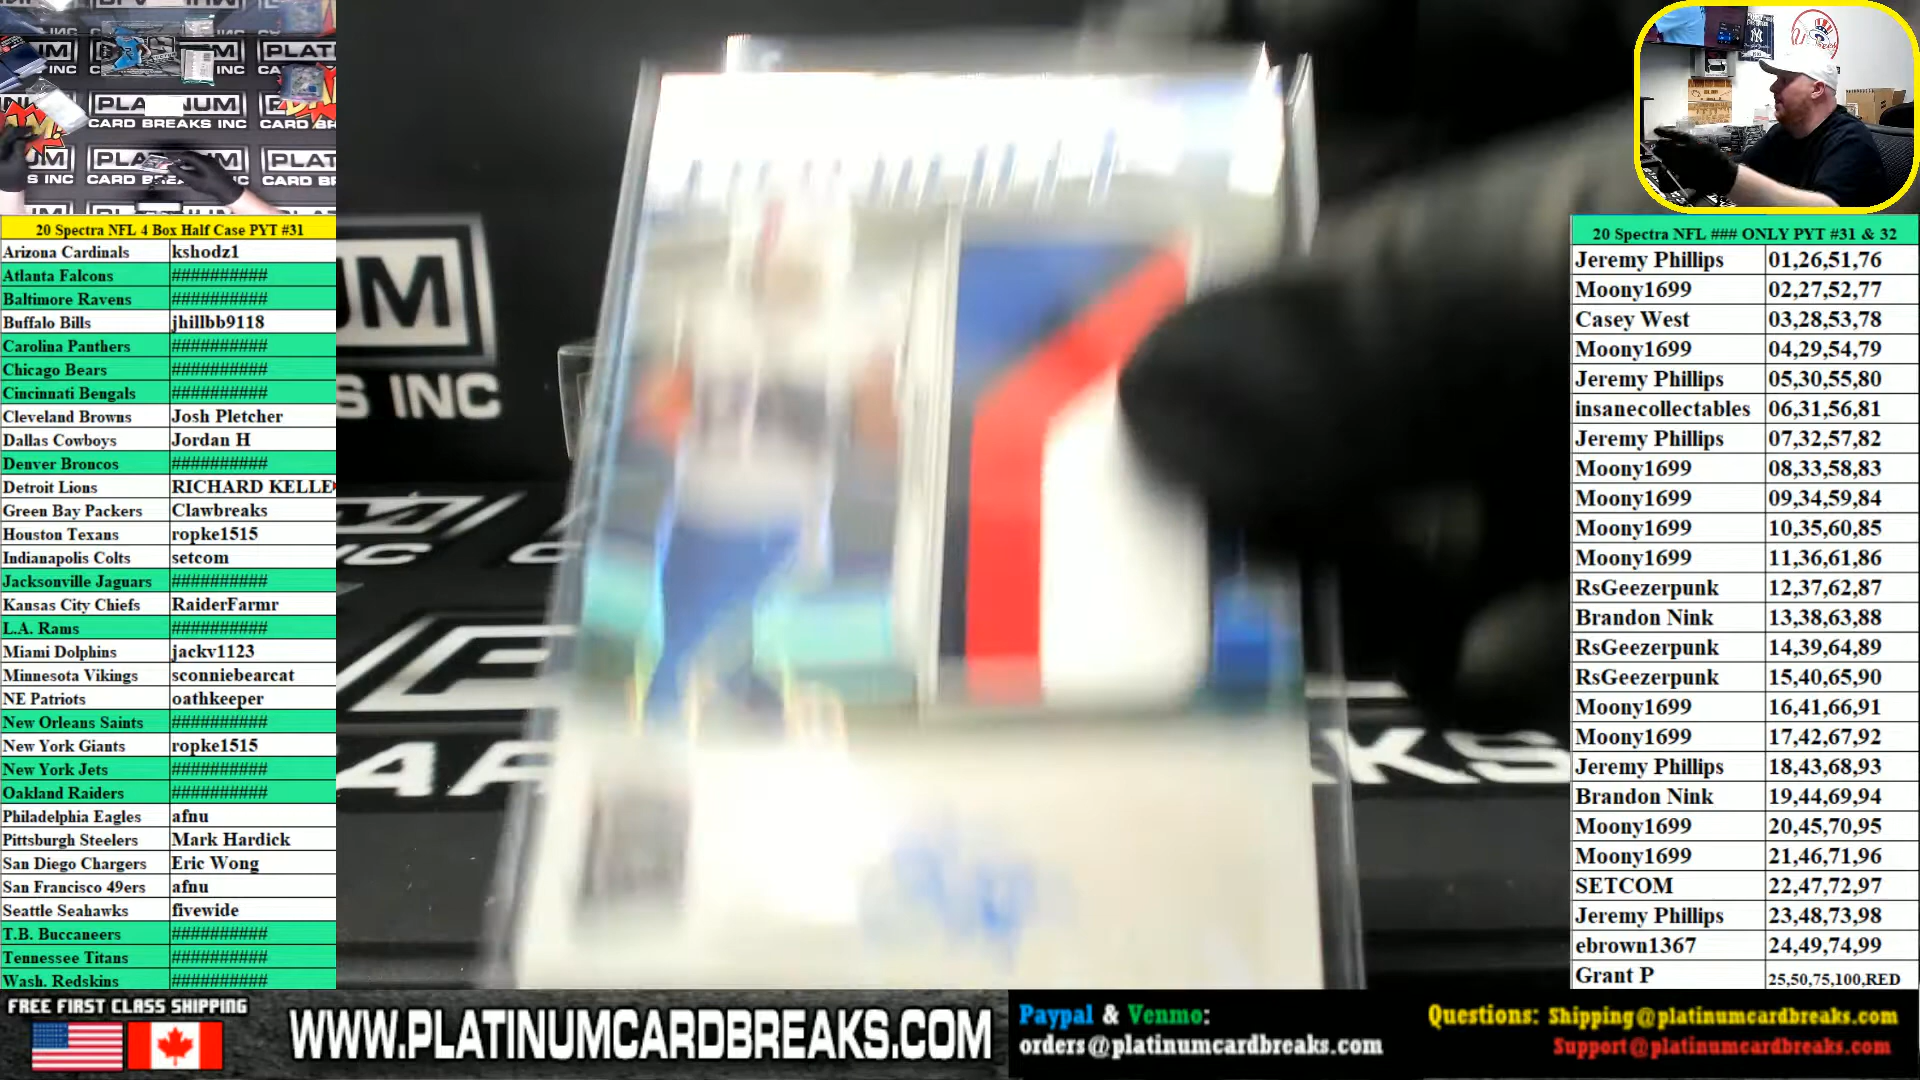 20 Spectra NFL 4 Box Half Case PYT #31
Arizona Cardinals kshodz1
Atlanta Falcons ##########
Baltimore Ravens ##########
Buffalo Bills jhillbb9118
Carolina Panthers ##########
Chicago Bears ##########
Cincinnati Bengals ##########
Cleveland Browns Josh Pletcher
Dallas Cowboys Jordan H
Denver Broncos ##########
Detroit Lions RICHARD KELLE
Green Bay Packers Clawbreaks
Houston Texans ropke1515
Indianapolis Colts setcom
Jacksonville Jaguars ##########
Kansas City Chiefs RaiderFarmr
L.A. Rams ##########
Miami Dolphins jackv1123
Minnesota Vikings sconniebearcat
NE Patriots oathkeeper
New Orleans Saints ##########
New York Giants ropke1515
New York Jets ##########
Oakland Raiders ##########
Philadelphia Eagles afnu
Pittsburgh Steelers Mark Hardick
San Diego Chargers Eric Wong
San Francisco 49ers afnu
Seattle Seahawks fivewide
T.B. Buccaneers ##########
Tennessee Titans ##########
Wash. Redskins ##########
20 Spectra NFL ### ONLY PYT #31 & 32
Jeremy Phillips 01,26,51,76
Moony1699 02,27,52,77
Casey West 03,28,53,78
Moony1699 04,29,54,79
Jeremy Phillips 05,30,55,80
insanecollectables 06,31,56,81
Jeremy Phillips 07,32,57,82
Moony1699 08,33,58,83
Moony1699 09,34,59,84
Moony1699 10,35,60,85
Moony1699 11,36,61,86
RsGeezerpunk 12,37,62,87
Brandon Nink 13,38,63,88
RsGeezerpunk 14,39,64,89
RsGeezerpunk 15,40,65,90
Moony1699 16,41,66,91
Moony1699 17,42,67,92
Jeremy Phillips 18,43,68,93
Brandon Nink 19,44,69,94
Moony1699 20,45,70,95
Moony1699 21,46,71,96
SETCOM 22,47,72,97
Jeremy Phillips 23,48,73,98
ebrown1367 24,49,74,99
Grant P 25,50,75,100,RED
FREE FIRST CLASS SHIPPING
WWW.PLATINUMCARDBREAKS.COM
Paypal & Venmo:
orders@platinumcardbreaks.com
Questions: Shipping@platinumcardbreaks.com
Support@platinumcardbreaks.com